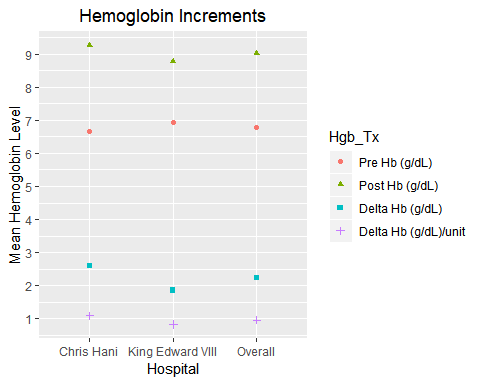 Hemoglobin Increments
Mean Hemoglobin Level
9
8
7
6
5
4
3
2
1
Chris Hani King Edward VIII Overall
Hospital
Hgb_Tx
Pre Hb (g/dL)
Post Hb (g/dL)
Delta Hb (g/dL)
Delta Hb (g/dL)/unit